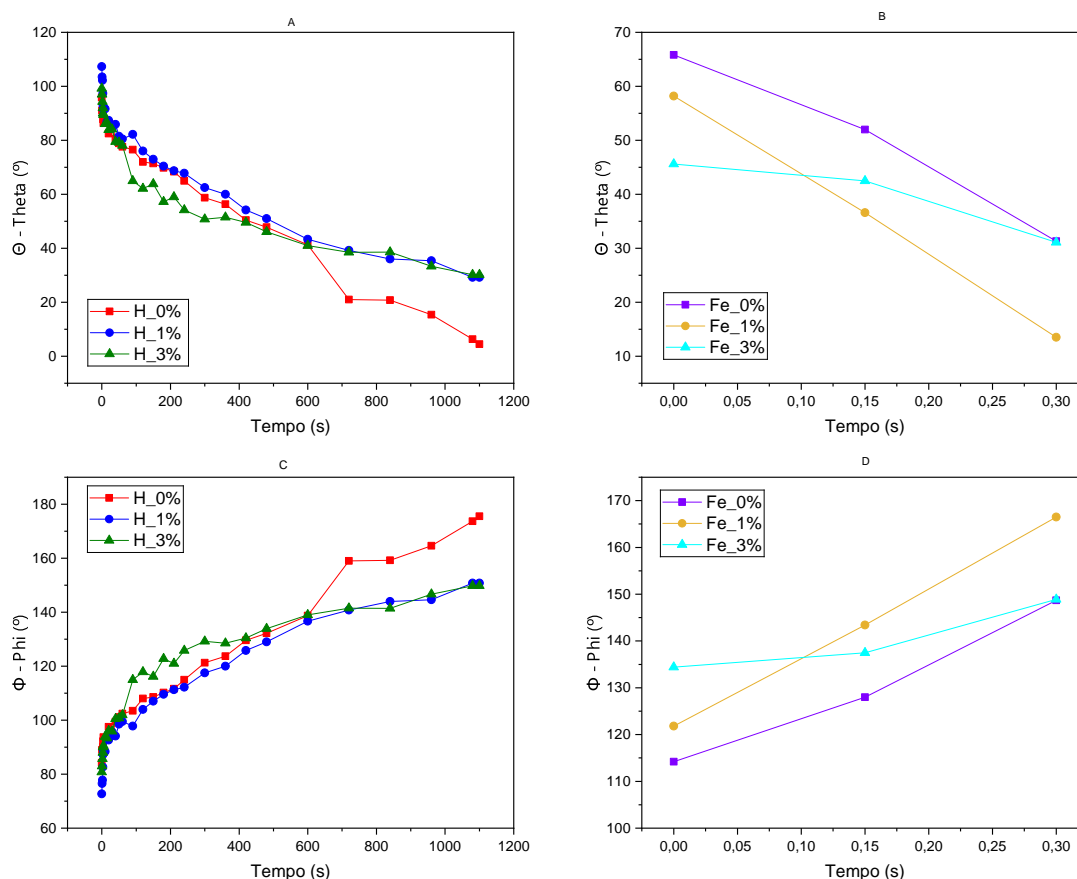 A
120
100
80
60
40
20
0
Θ - Theta (º)
H_0%
H_1%
H_3%
0 200 400 600 800 1000 1200
Tempo (s)
B
70
60
50
40
30
20
10
Θ - Theta (º)
Fe_0%
Fe_1%
Fe_3%
0,00 0,05 0,10 0,15 0,20 0,25 0,30
Tempo (s)
C
180
160
140
120
100
80
60
Φ - Phi (º)
H_0%
H_1%
H_3%
0 200 400 600 800 1000 1200
Tempo (s)
D
170
160
150
140
130
120
110
100
Φ - Phi (º)
Fe_0%
Fe_1%
Fe_3%
0,00 0,05 0,10 0,15 0,20 0,25 0,30
Tempo (s)